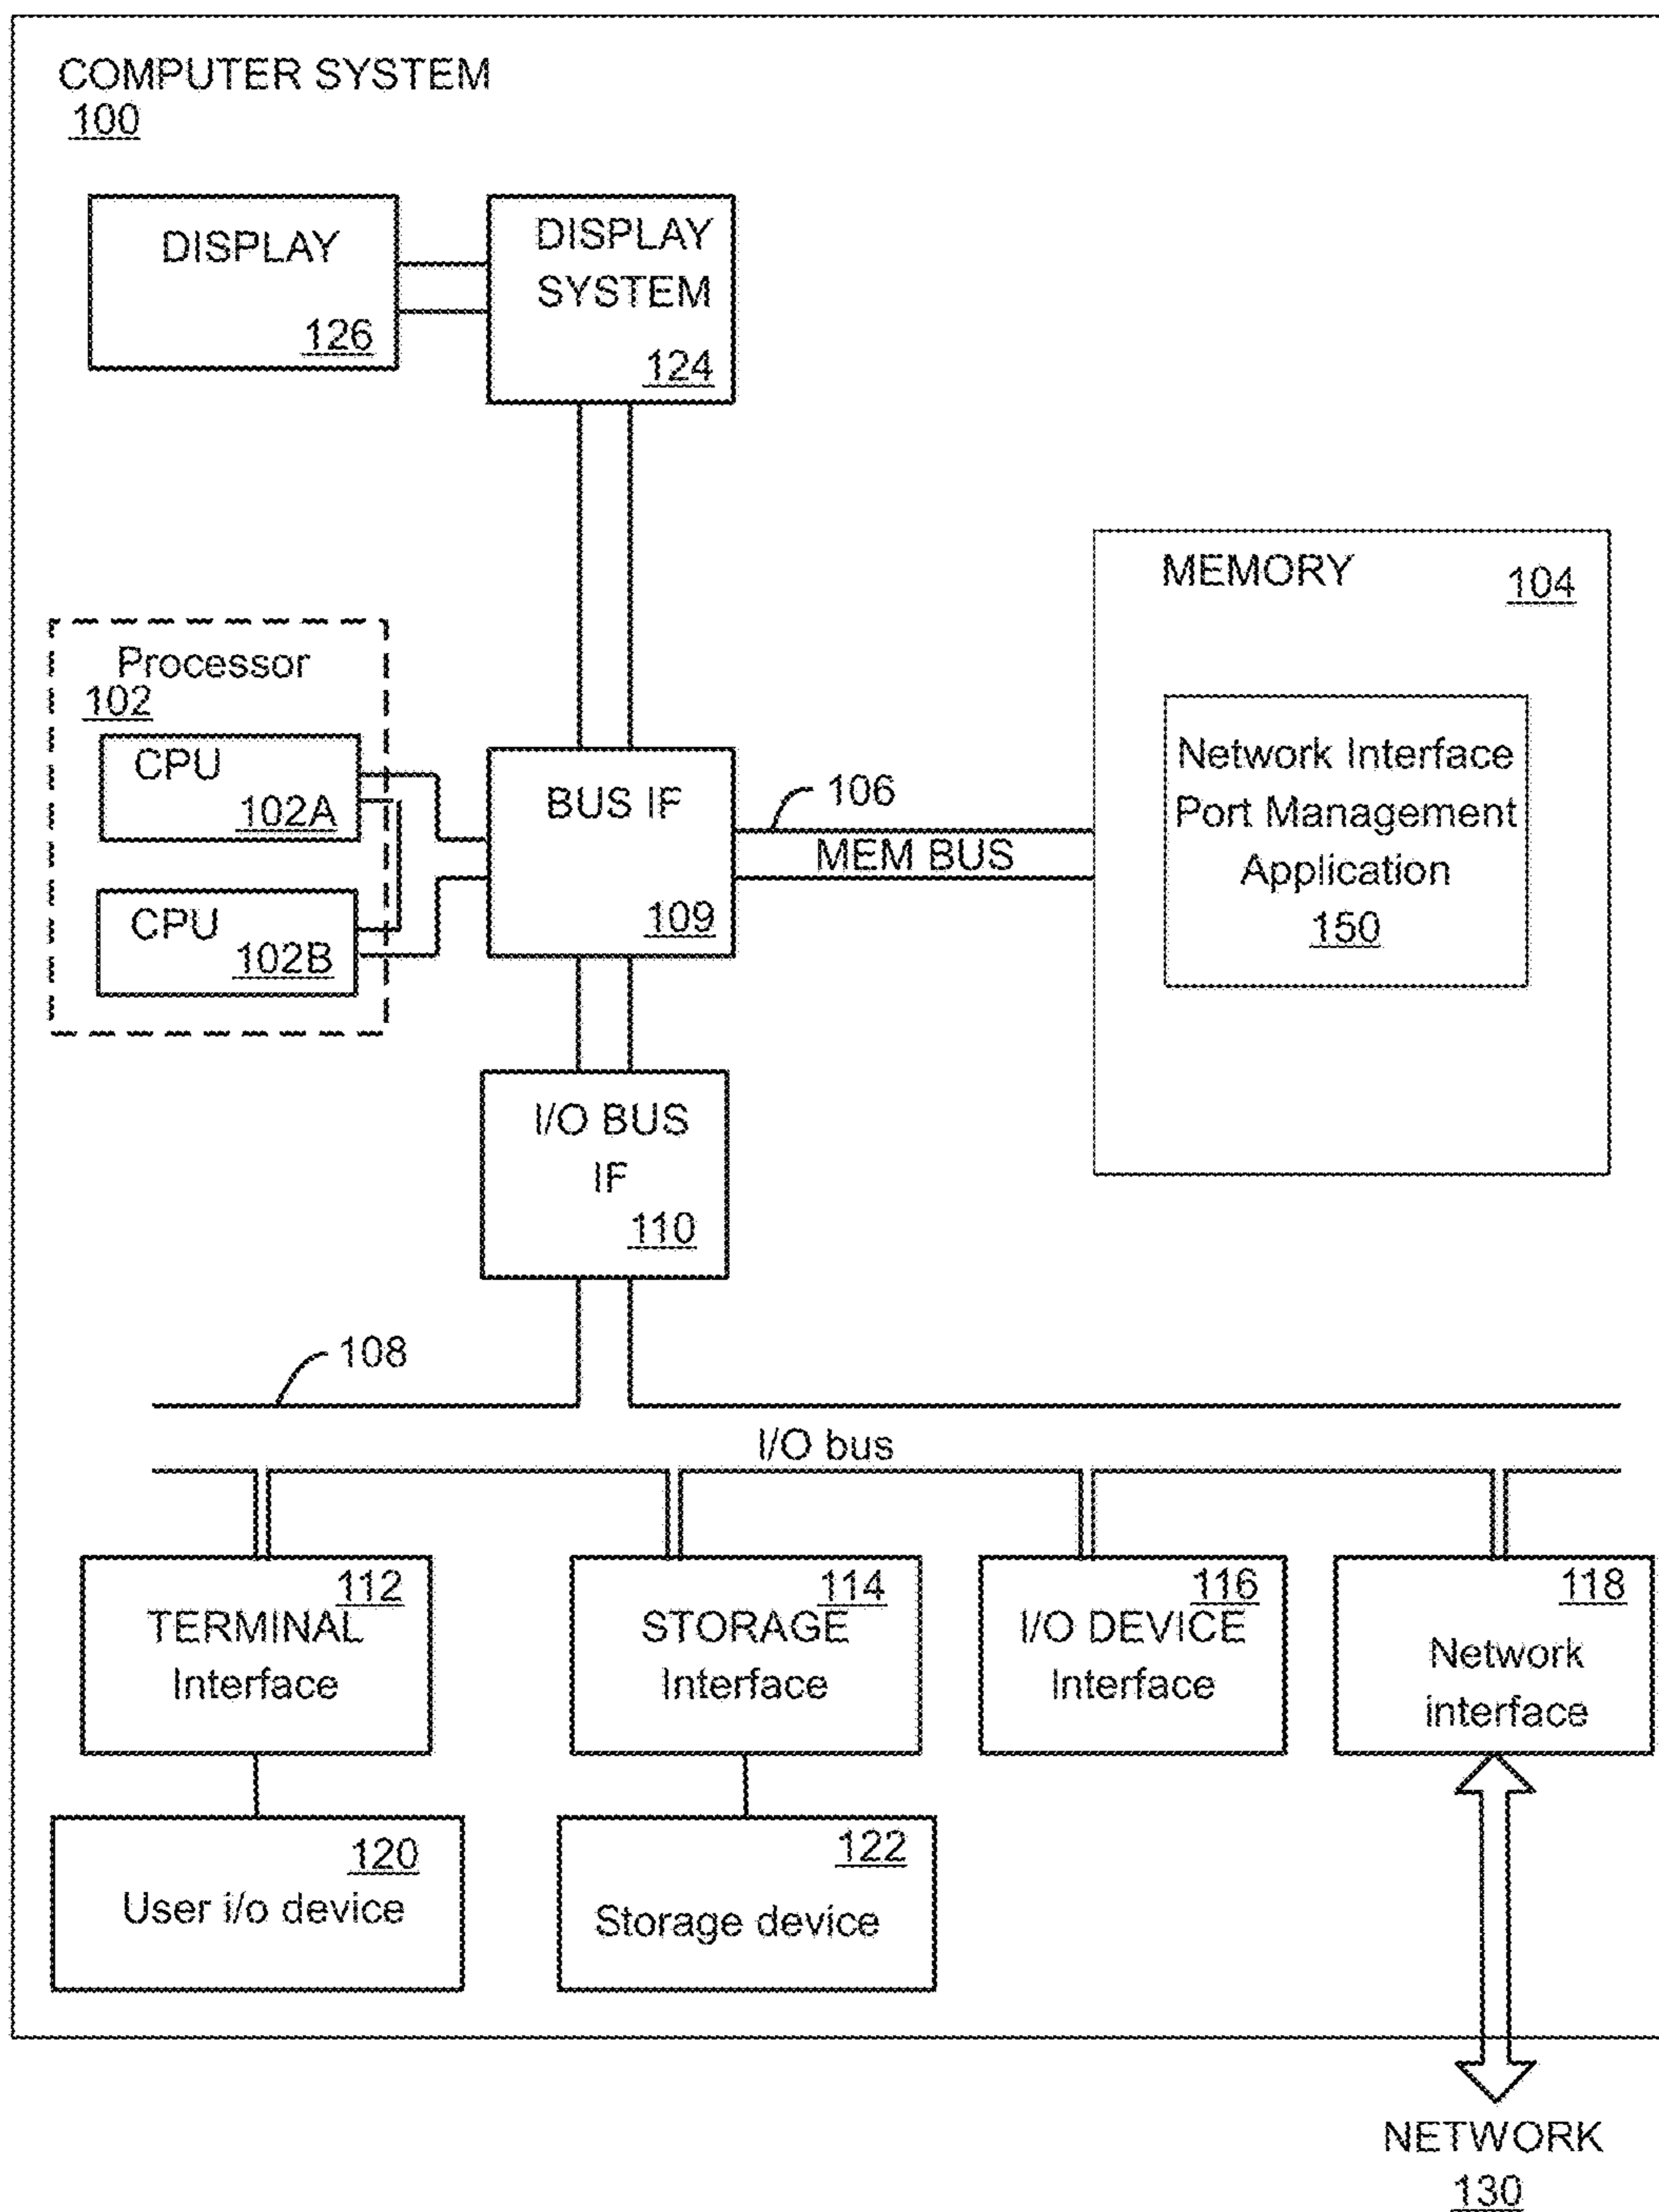 COMPUTER SYSTEM
100
DISPLAY
126
DISPLAY
SYSTEM
124
MEMORY
104
Network Interface
Port Management
Application
150
Processor
102
CPU
102A
CPU
102B
BUS IF
109
106
MEM BUS
I/O BUS
IF
110
108
I/O bus
112
TERMINAL
Interface
114
STORAGE
Interface
116
I/O DEVICE
Interface
118
Network
interface
120
User i/o device
122
Storage device
NETWORK
130